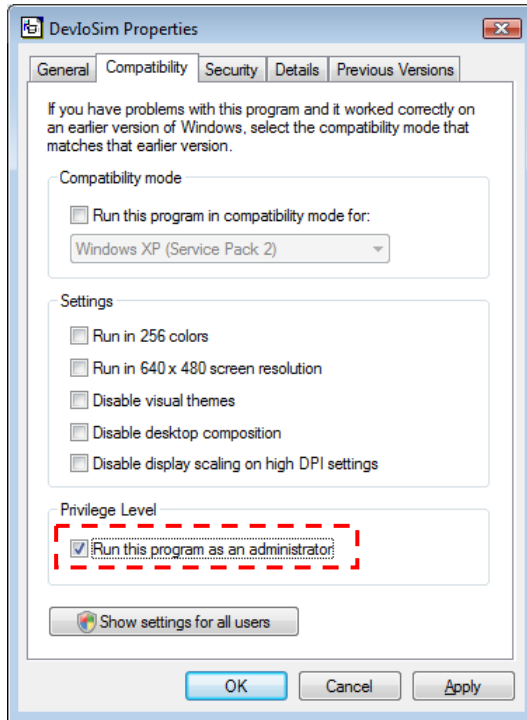 DevIoSim Properties
General Compatibility Security Details Previous Versions
If you have problems with this program and it worked correctly on
an earlier version of Windows, select the compatibility mode that
matches that earlier version.
Compatibility mode
Run this program in compatibility mode for:
Windows XP (Service Pack 2)
Settings
Run in 256 colors
Run in 640 x 480 screen resolution
Disable visual themes
Disable desktop composition
Disable display scaling on high DPI settings
Privilege Level
Run this program as an administrator
Show settings for all users
OK Cancel Apply